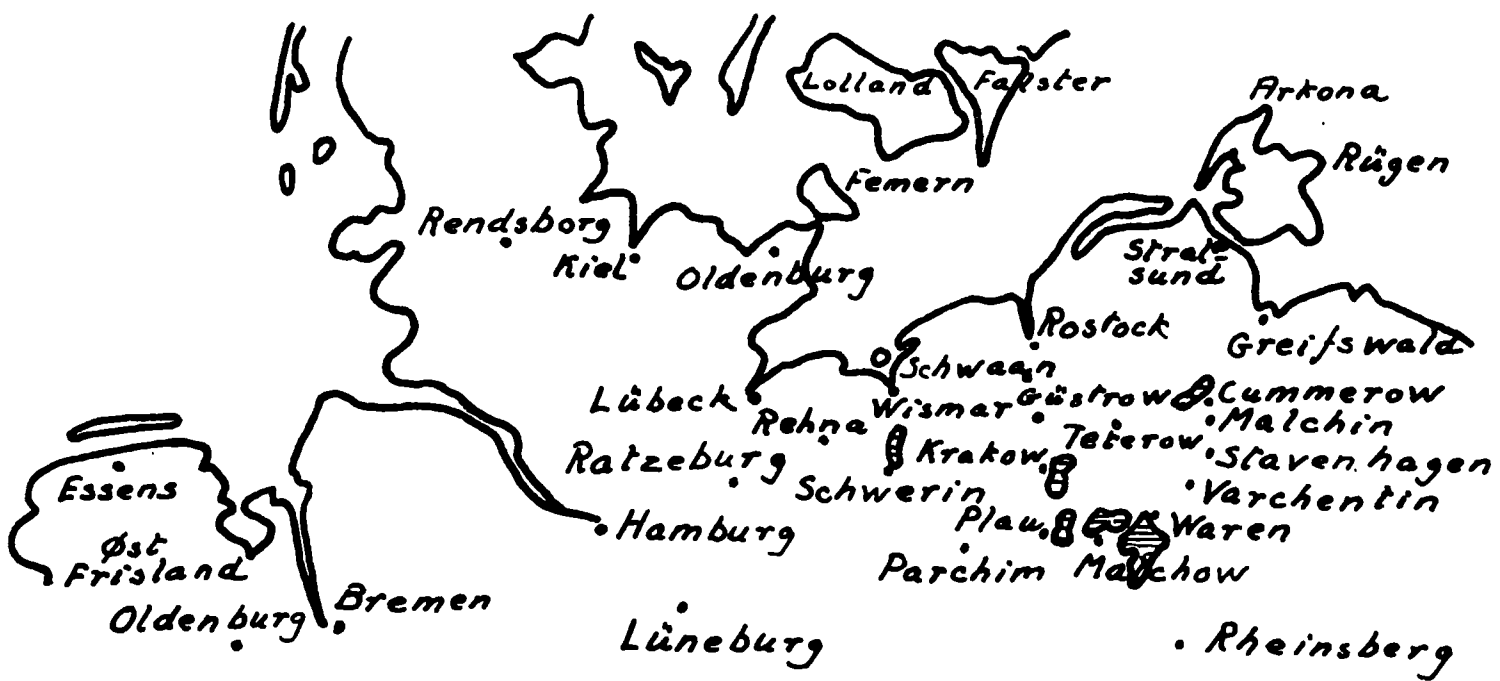 Lolland
Falster
Arkona
Rügen
Femern
Rendsborg
Kiel
Oldenburg
Stral-
sund
Rostock
Greifswald
Schwaan
Lübeck
Wismar
Güstrow
Cummerow
Rehna
Malchin
Teterow
Krakow
Ratzeburg
Stavenhagen
Schwerin
Varchentin
Essens
Plau
Waren
Hamburg
Øst
Frisland
Parchim
Malchow
Oldenburg
Bremen
Lüneburg
Rheinsberg